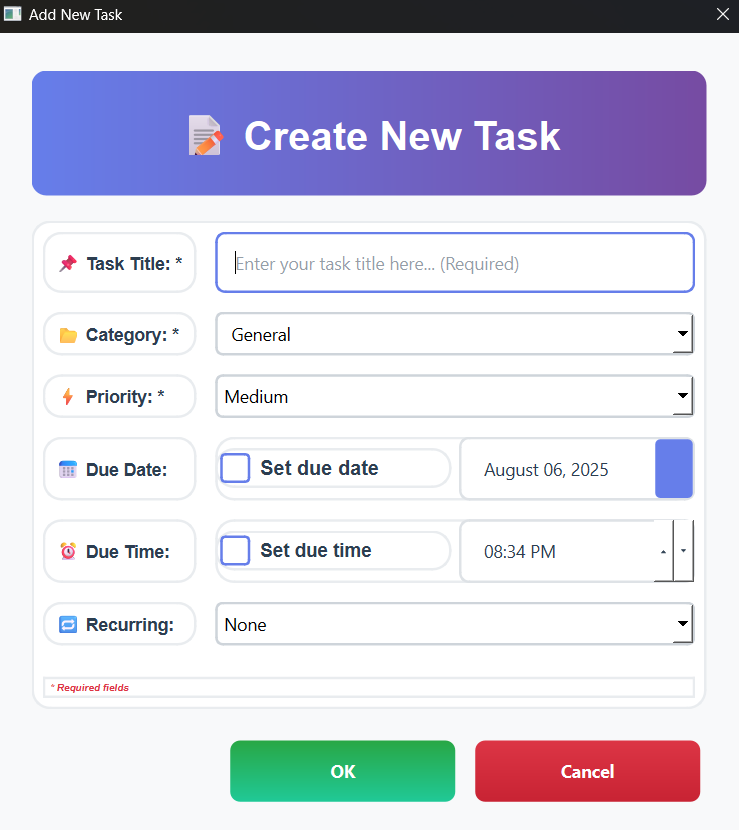 Add New Task
Create New Task
Task Title: *
Enter your task title here... (Required)
Category: *
General
Priority: *
Medium
Due Date:
Set due date
August 06, 2025
Due Time:
Set due time
08:34 PM
Recurring:
None
* Required fields
OK
Cancel